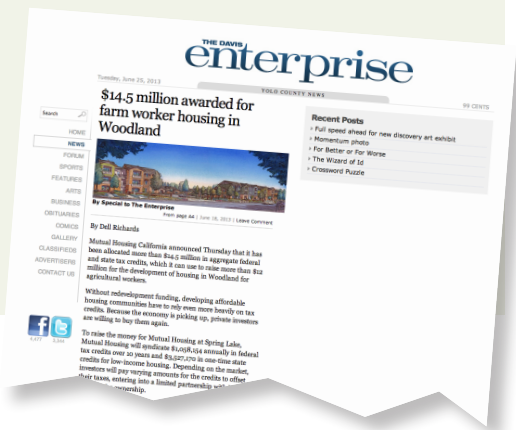 THE DAVIS
enterprise
Tuesday, June 25, 2013
YOLO COUNTY NEWS
99 CENTS
$14.5 million awarded for
farm worker housing in
Woodland
Search
HOME
NEWS
FORUM
SPORTS
FEATURES
ARTS
BUSINESS
OBITUARIES
COMICS
GALLERY
CLASSIFIEDS
ADVERTISERS
CONTACT US
By Special to The Enterprise
From page A4 | June 16, 2013 | Leave Comment
By Dell Richards
Mutual Housing California announced Thursday that it has
been allocated more than $14.5 million in aggregate federal
and state tax credits, which it can use to raise more than $12
million for the development of housing in Woodland for
agricultural workers.
Without redevelopment funding, developing affordable
housing communities have to rely even more heavily on tax
credits. Because the economy is picking up, private investors
are willing to buy them again.
To raise the money for Mutual Housing at Spring Lake,
Mutual Housing will syndicate $1,058,154 annually in federal
tax credits over 10 years and $3,527,170 in one-time state
credits for low-income housing. Depending on the market,
investors will pay varying amounts for the credits to offset
their taxes, entering into a limited partnership
ownership.
Recent Posts
Full speed ahead for new discovery art exhibit
Momentum photo
For Better or For Worse
The Wizard of Id
Crossword Puzzle